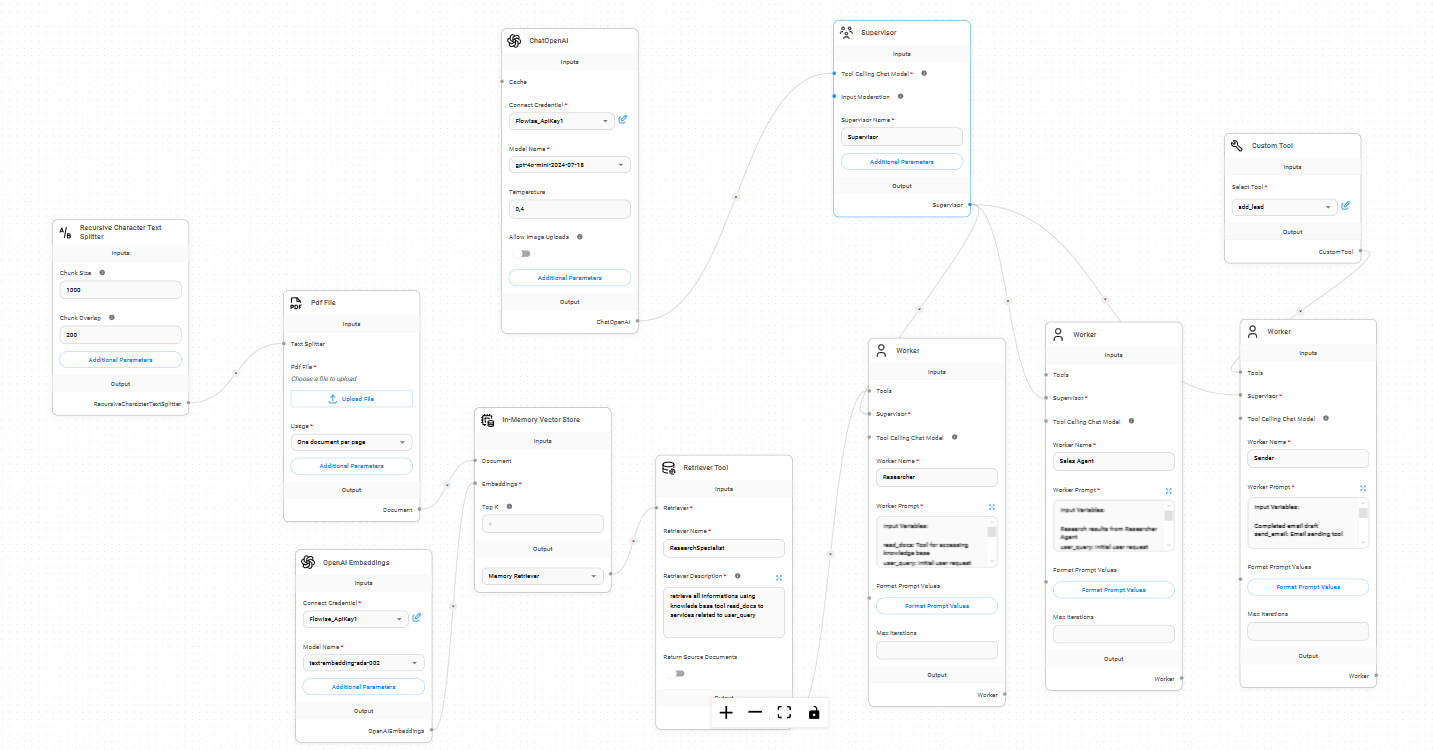 Recursive Character Text
Splitter
Inputs
Chunk Size
1000
Chunk Overlap
200
Additional Parameters
Output
RecursiveCharacterTextSplitter
PDF
Pdf File
Inputs
Text Splitter
Pdf File *
Choose a file to upload
Upload File
Usage *
One document per page
Additional Parameters
Output
Document
OpenAI Embeddings
Inputs
Connect Credential *
Flowise_ApiKey1
Model Name *
text-embedding-ada-002
Additional Parameters
Output
OpenAIEmbeddings
ChatOpenAI
Inputs
Cache
Connect Credential *
Flowise_ApiKey1
Model Name *
gpt-4o-mini-2024-07-18
Temperature
0,4
Allow Image Uploads
Additional Parameters
Output
ChatOpenAI
In-Memory Vector Store
Inputs
Document
Embeddings *
Top K
4
Output
Memory Retriever
Retriever Tool
Inputs
Retriever *
Retriever Name *
ResearchSpecialist
Retriever Description *
retrieve all informations using
knowlede base tool read_docs to
services related to user_query
Return Source Documents
Supervisor
Inputs
Tool Calling Chat Model *
Input Moderation
Supervisor Name *
Supervisor
Additional Parameters
Output
Supervisor
Worker
Inputs
Tools
Supervisor *
Tool Calling Chat Model
Worker Name *
Researcher
Worker Prompt *
Input Variables:
read_docs: Tool for accessing
knowledge base
user_query: Initial user request
Format Prompt Values
Format Prompt Values
Max Iterations
Output
Worker
Worker
Inputs
Tools
Supervisor *
Tool Calling Chat Model
Worker Name *
Sales Agent
Worker Prompt *
Input Variables:
Research results from Researcher
Agent
user_query: Initial user request
Format Prompt Values
Format Prompt Values
Max Iterations
Output
Worker
Custom Tool
Inputs
Select Tool *
add_lead
Output
CustomTool
Worker
Inputs
Tools
Supervisor *
Tool Calling Chat Model
Worker Name *
Sender
Worker Prompt *
Input Variables:
Completed email draft
send_email: Email sending tool
Format Prompt Values
Format Prompt Values
Max Iterations
Output
Worker